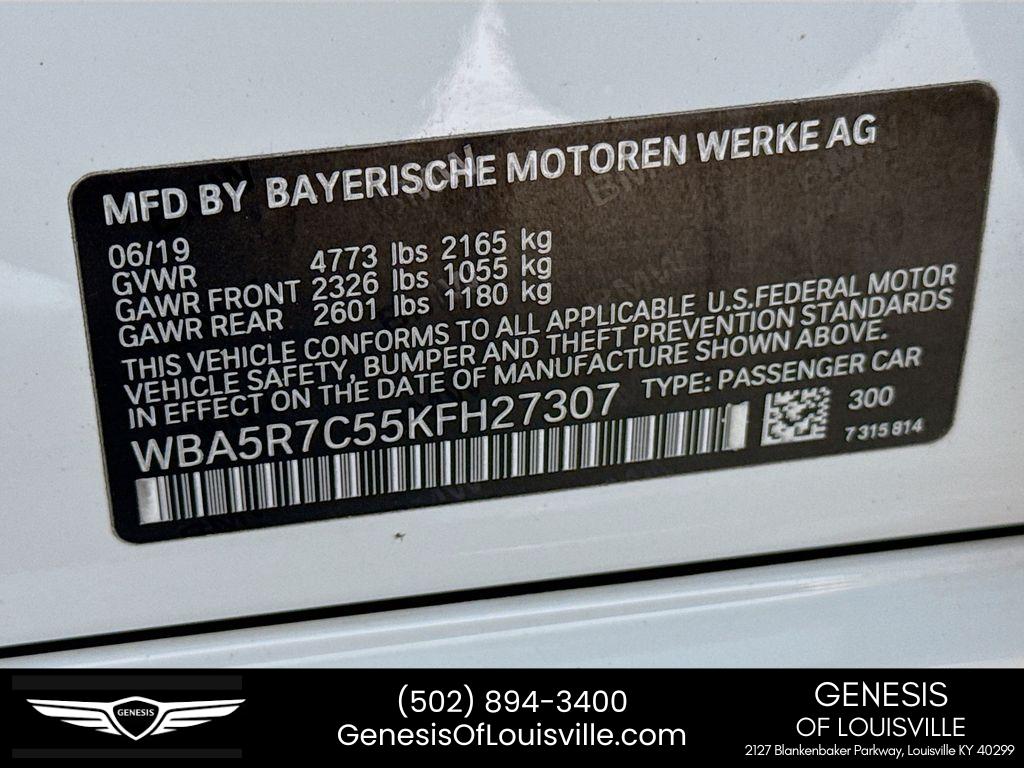 MFD BY BAYERISCHE MOTOREN WERKE AG
06/19
GVWR 4773 lbs 2165 kg
GAWR FRONT 2326 lbs 1055 kg
GAWR REAR 2601 lbs 1180 kg
THIS VEHICLE CONFORMS TO ALL APPLICABLE U.S.FEDERAL MOTOR
VEHICLE SAFETY, BUMPER AND THEFT PREVENTION STANDARDS
IN EFFECT ON THE DATE OF MANUFACTURE SHOWN ABOVE.
WBA5R7C55KFH27307 TYPE: PASSENGER CAR
300
7315814
GENESIS
(502) 894-3400
GenesisOfLouisville.com
GENESIS
OF LOUISVILLE
2127 Blankenbaker Parkway, Louisville KY 40299